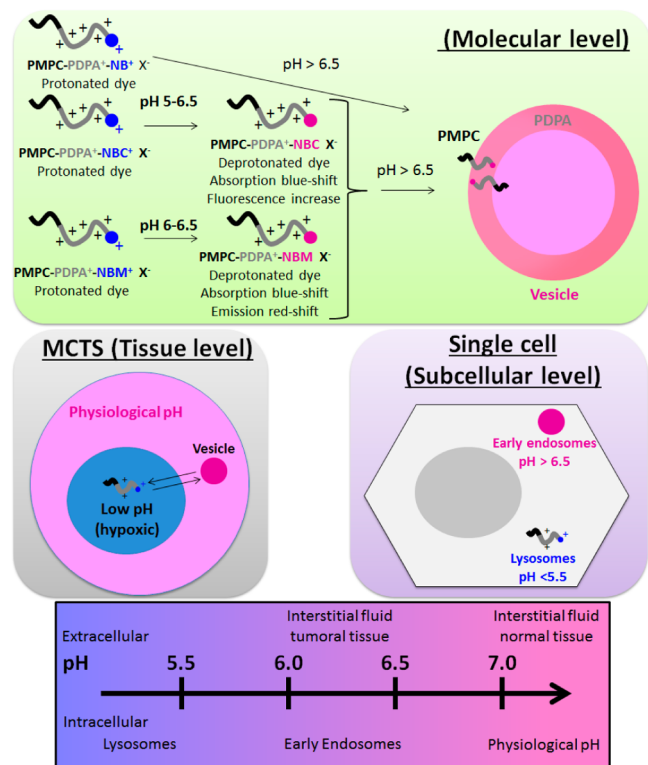 (Molecular level)
PMPC-PDPA⁺-NB⁺ X⁻
Protonated dye
pH > 6.5
pH 5-6.5
PMPC-PDPA⁺-NBC⁺ X⁻
Protonated dye
PMPC-PDPA⁺-NBC X⁻
Deprotonated dye
Absorption blue-shift
Fluorescence increase
pH 6-6.5
PMPC-PDPA⁺-NBM⁺ X⁻
Protonated dye
PMPC-PDPA⁺-NBM X⁻
Deprotonated dye
Absorption blue-shift
Emission red-shift
pH > 6.5
PDPA
PMPC
Vesicle
MCTS (Tissue level)
Physiological pH
Vesicle
Low pH
(hypoxic)
Single cell
(Subcellular level)
Early endosomes
pH > 6.5
Lysosomes
pH <5.5
Extracellular
Interstitial fluid
tumoral tissue
Interstitial fluid
normal tissue
pH 5.5 6.0 6.5 7.0
Intracellular
Lysosomes Early Endosomes Physiological pH